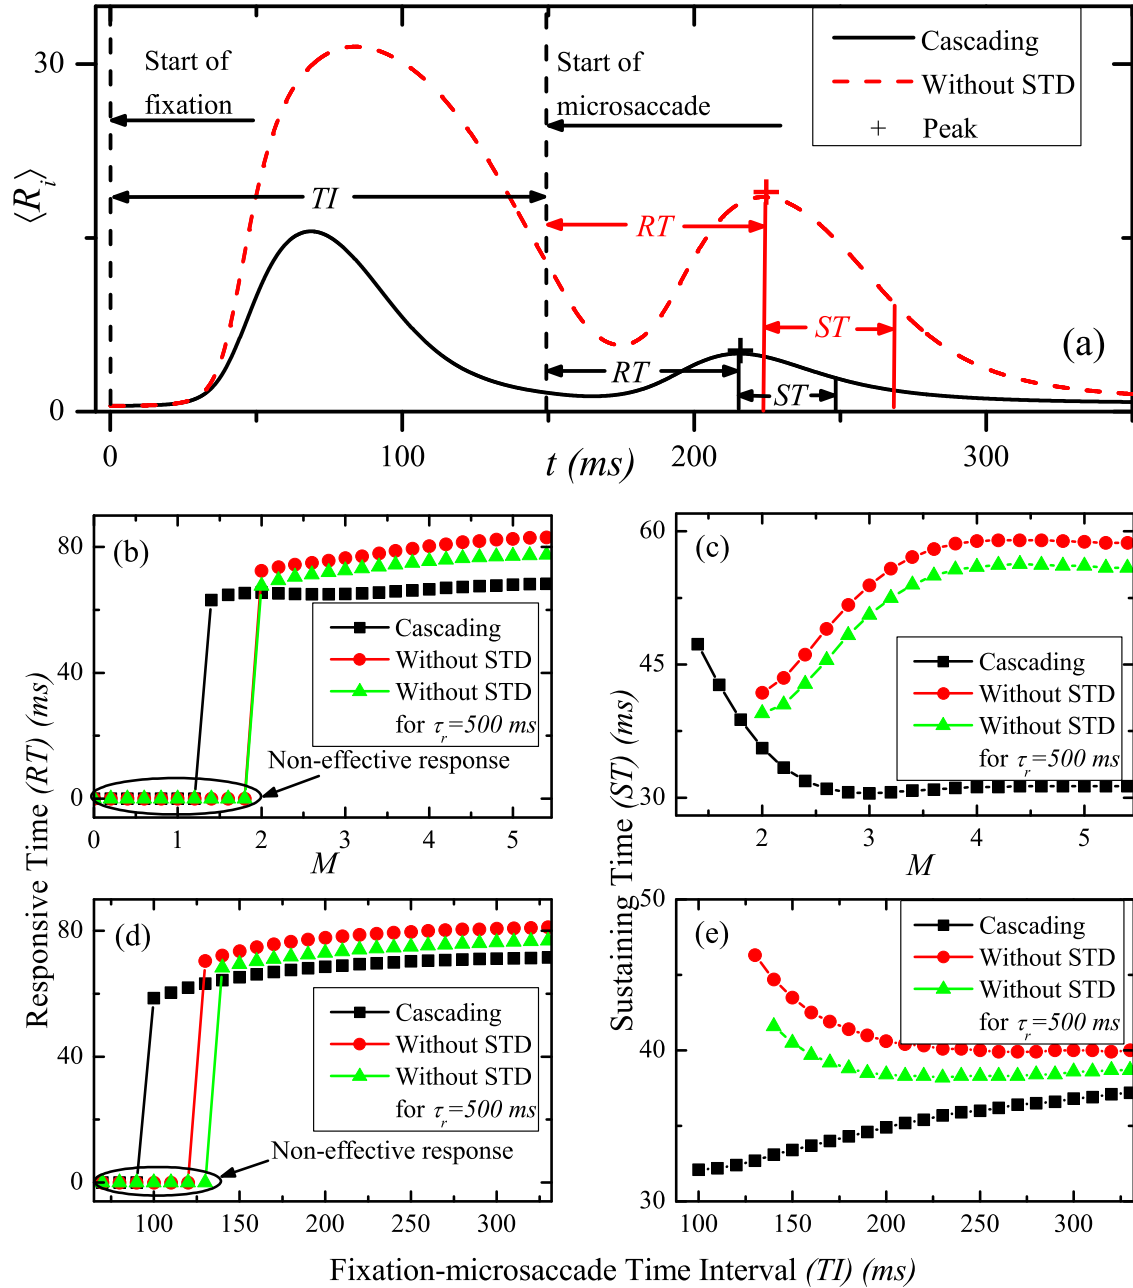 Start of
fixation
Start of
microsaccade
Cascading
Without STD
+ Peak
TI
RT
ST
RT
ST
(a)
⟨R_i⟩
30
0
0 100 200 300
t (ms)
(b)
80
40
0
0 1 2 3 4 5
M
Cascading
Without STD
Without STD
for τ_r=500 ms
Non-effective response
(c)
60
45
30
2 3 4 5
M
Cascading
Without STD
Without STD
for τ_r=500 ms
Responsive Time (RT) (ms)
Sustaining Time (ST) (ms)
(d)
80
40
0
100 150 200 250 300
Cascading
Without STD
Without STD
for τ_r=500 ms
Non-effective response
(e)
50
40
30
100 150 200 250 300
Cascading
Without STD
Without STD
for τ_r=500 ms
Fixation-microsaccade Time Interval (TI) (ms)